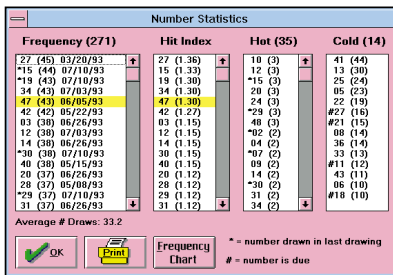 Number Statistics
Frequency (271)
27 (45) 03/20/93
*15 (44) 07/10/93
*19 (43) 07/10/93
34 (43) 07/03/93
47 (43) 06/05/93
42 (42) 05/22/93
03 (38) 06/30/93
12 (38) 07/03/93
14 (38) 06/26/93
*30 (38) 07/10/93
40 (38) 05/15/93
20 (37) 06/26/93
28 (37) 05/08/93
*29 (37) 07/10/93
31 (37) 06/26/93
Hit Index
27 (1.36)
15 (1.33)
19 (1.30)
34 (1.30)
47 (1.30)
42 (1.27)
03 (1.15)
12 (1.15)
14 (1.15)
30 (1.15)
40 (1.15)
20 (1.12)
28 (1.12)
29 (1.12)
31 (1.12)
Hot (35)
10 (3)
12 (3)
*15 (3)
20 (3)
24 (3)
*29 (3)
48 (3)
*02 (2)
04 (2)
*07 (2)
09 (2)
14 (2)
*30 (2)
31 (2)
34 (2)
Cold (14)
41 (44)
13 (30)
25 (24)
05 (23)
22 (19)
#27 (16)
#21 (15)
08 (14)
36 (14)
33 (13)
#11 (12)
43 (11)
06 (10)
#18 (10)
Average # Draws: 33.2
OK
Print
Frequency
Chart
* = number drawn in last drawing
# = number is due